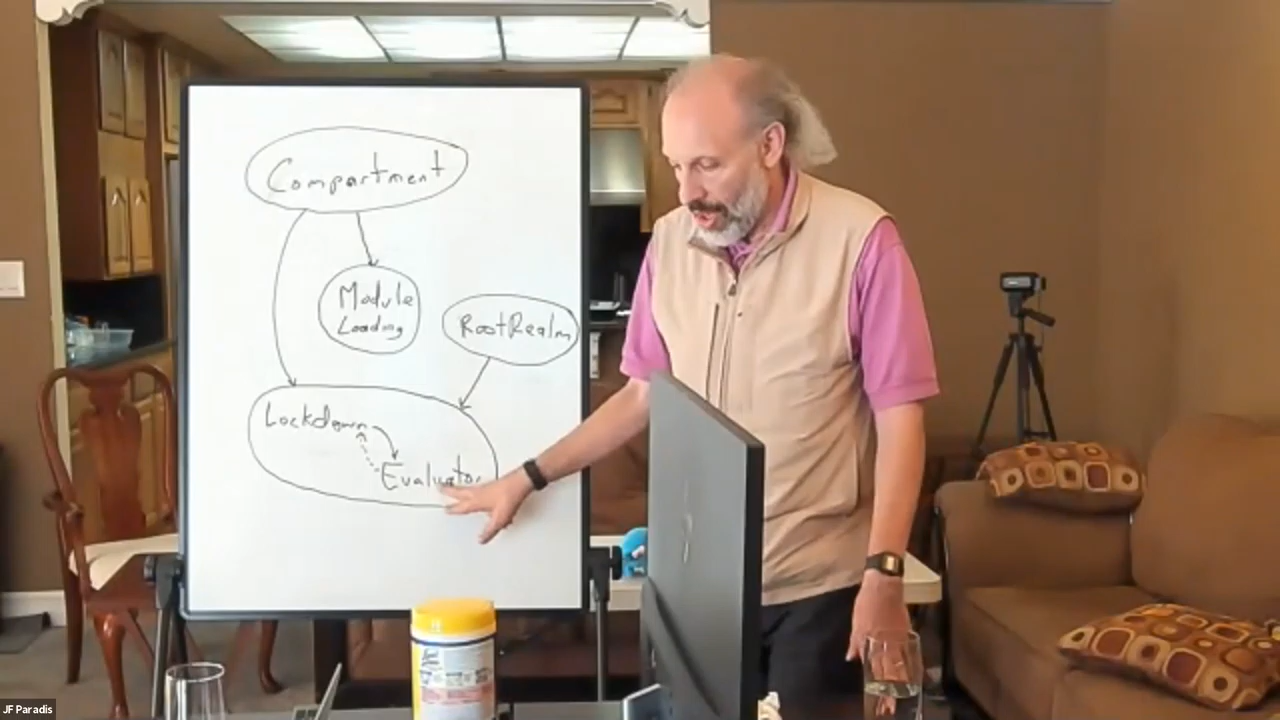 Compartment
Module
Loading
RootRealm
Lockdown
Evaluator
JF Paradis